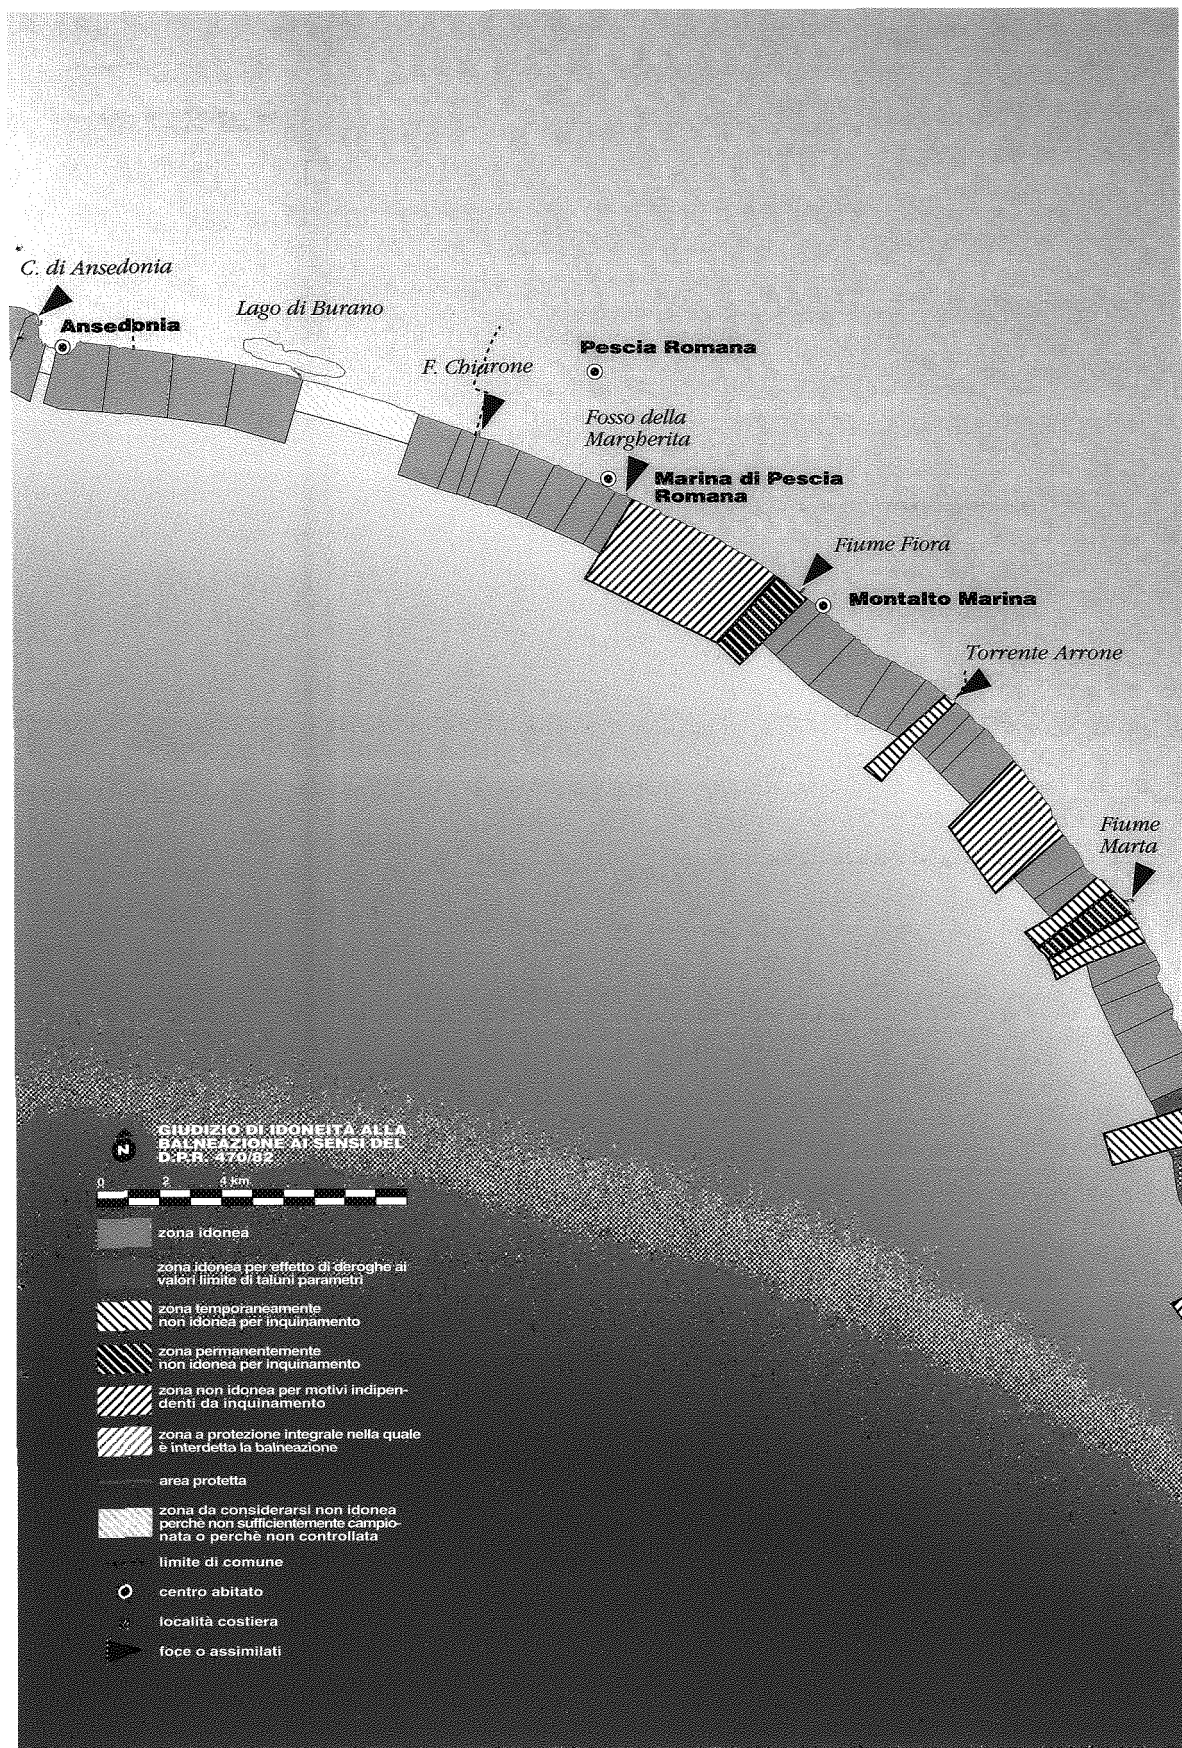 C. di Ansedonia
Ansedonia
Lago di Burano
F. Chiarone
Pescia Romana
Fosso della
Margherita
Marina di Pescia
Romana
Fiume Fiora
Montalto Marina
Torrente Arrone
Fiume
Marta
N
GIUDIZIO DI IDONEITÀ ALLA
BALNEAZIONE AI SENSI DEL
D.P.R. 470/82
0 2 4 km
zona idonea
zona idonea per effetto di deroghe ai
valori limite di taluni parametri
zona temporaneamente
non idonea per inquinamento
zona permanentemente
non idonea per inquinamento
zona non idonea per motivi indipen-
denti da inquinamento
zona a protezione integrale nella quale
è interdetta la balneazione
area protetta
zona da considerarsi non idonea
perchè non sufficientemente campio-
nata o perchè non controllata
limite di comune
centro abitato
località costiera
foce o assimilati